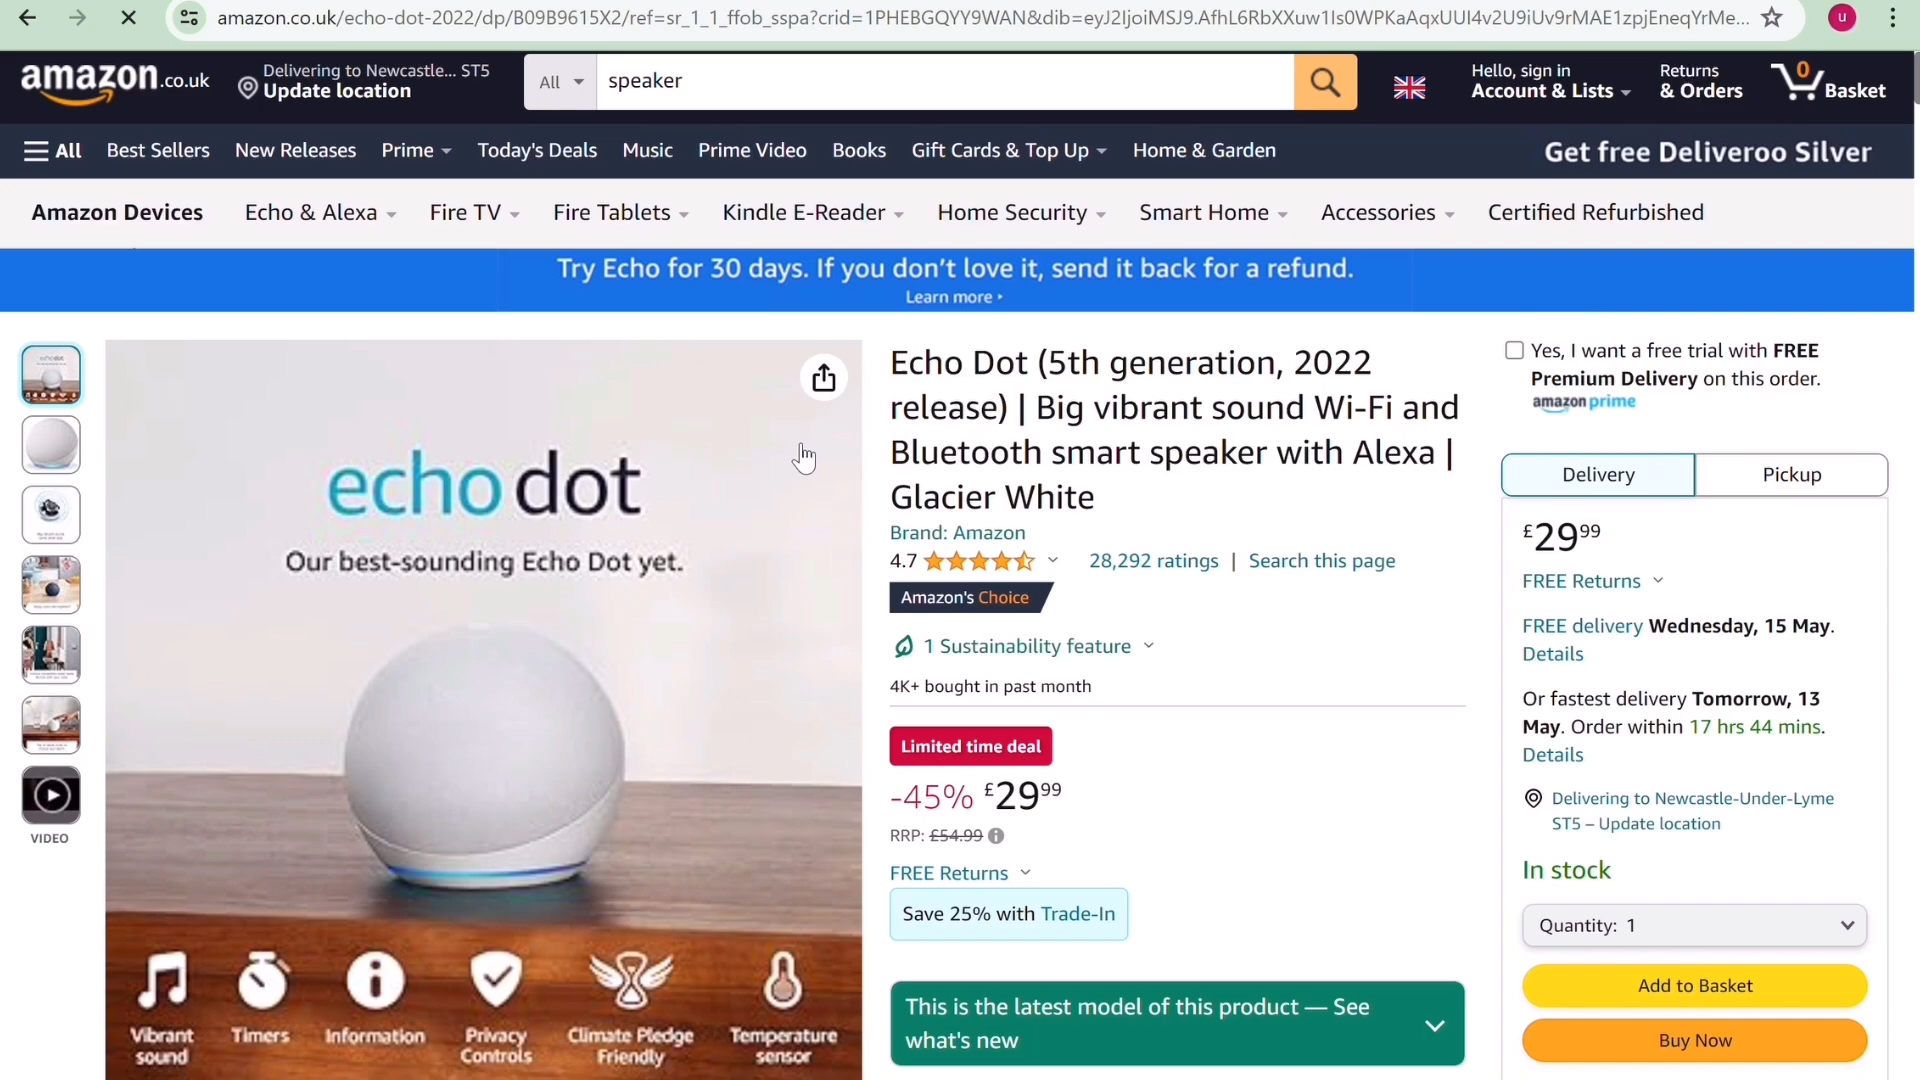 amazon.co.uk/echo-dot-2022/dp/B09B9615X2/ref=sr_1_1_ffob_sspa?crid=1PHEBGQYY9WAN&dib=eyJ2IjoiMSJ9.AfhL6RbXXuw1Is0WPKaAqxUUI4v2U9iUv9rMAE1zpjEneqYrMe...
u
amazon.co.uk
Delivering to Newcastle... ST5
Update location
All
speaker
Hello, sign in
Account & Lists
Returns
& Orders
0
Basket
All
Best Sellers
New Releases
Prime
Today's Deals
Music
Prime Video
Books
Gift Cards & Top Up
Home & Garden
Get free Deliveroo Silver
Amazon Devices
Echo & Alexa
Fire TV
Fire Tablets
Kindle E-Reader
Home Security
Smart Home
Accessories
Certified Refurbished
Try Echo for 30 days. If you don’t love it, send it back for a refund.
Learn more ‣
VIDEO
echo dot
Our best-sounding Echo Dot yet.
Vibrant sound
Timers
Information
Privacy Controls
Climate Pledge Friendly
Temperature sensor
Echo Dot (5th generation, 2022
release) | Big vibrant sound Wi-Fi and
Bluetooth smart speaker with Alexa |
Glacier White
Brand: Amazon
4.7
28,292 ratings | Search this page
Amazon's Choice
1 Sustainability feature
4K+ bought in past month
Limited time deal
-45% £29.99
RRP: £54.99
FREE Returns
Save 25% with Trade-In
This is the latest model of this product — See
what's new
Yes, I want a free trial with FREE
Premium Delivery on this order.
amazon prime
Delivery
Pickup
£29.99
FREE Returns
FREE delivery Wednesday, 15 May.
Details
Or fastest delivery Tomorrow, 13
May. Order within 17 hrs 44 mins.
Details
Delivering to Newcastle-Under-Lyme
ST5 – Update location
In stock
Quantity: 1
Add to Basket
Buy Now